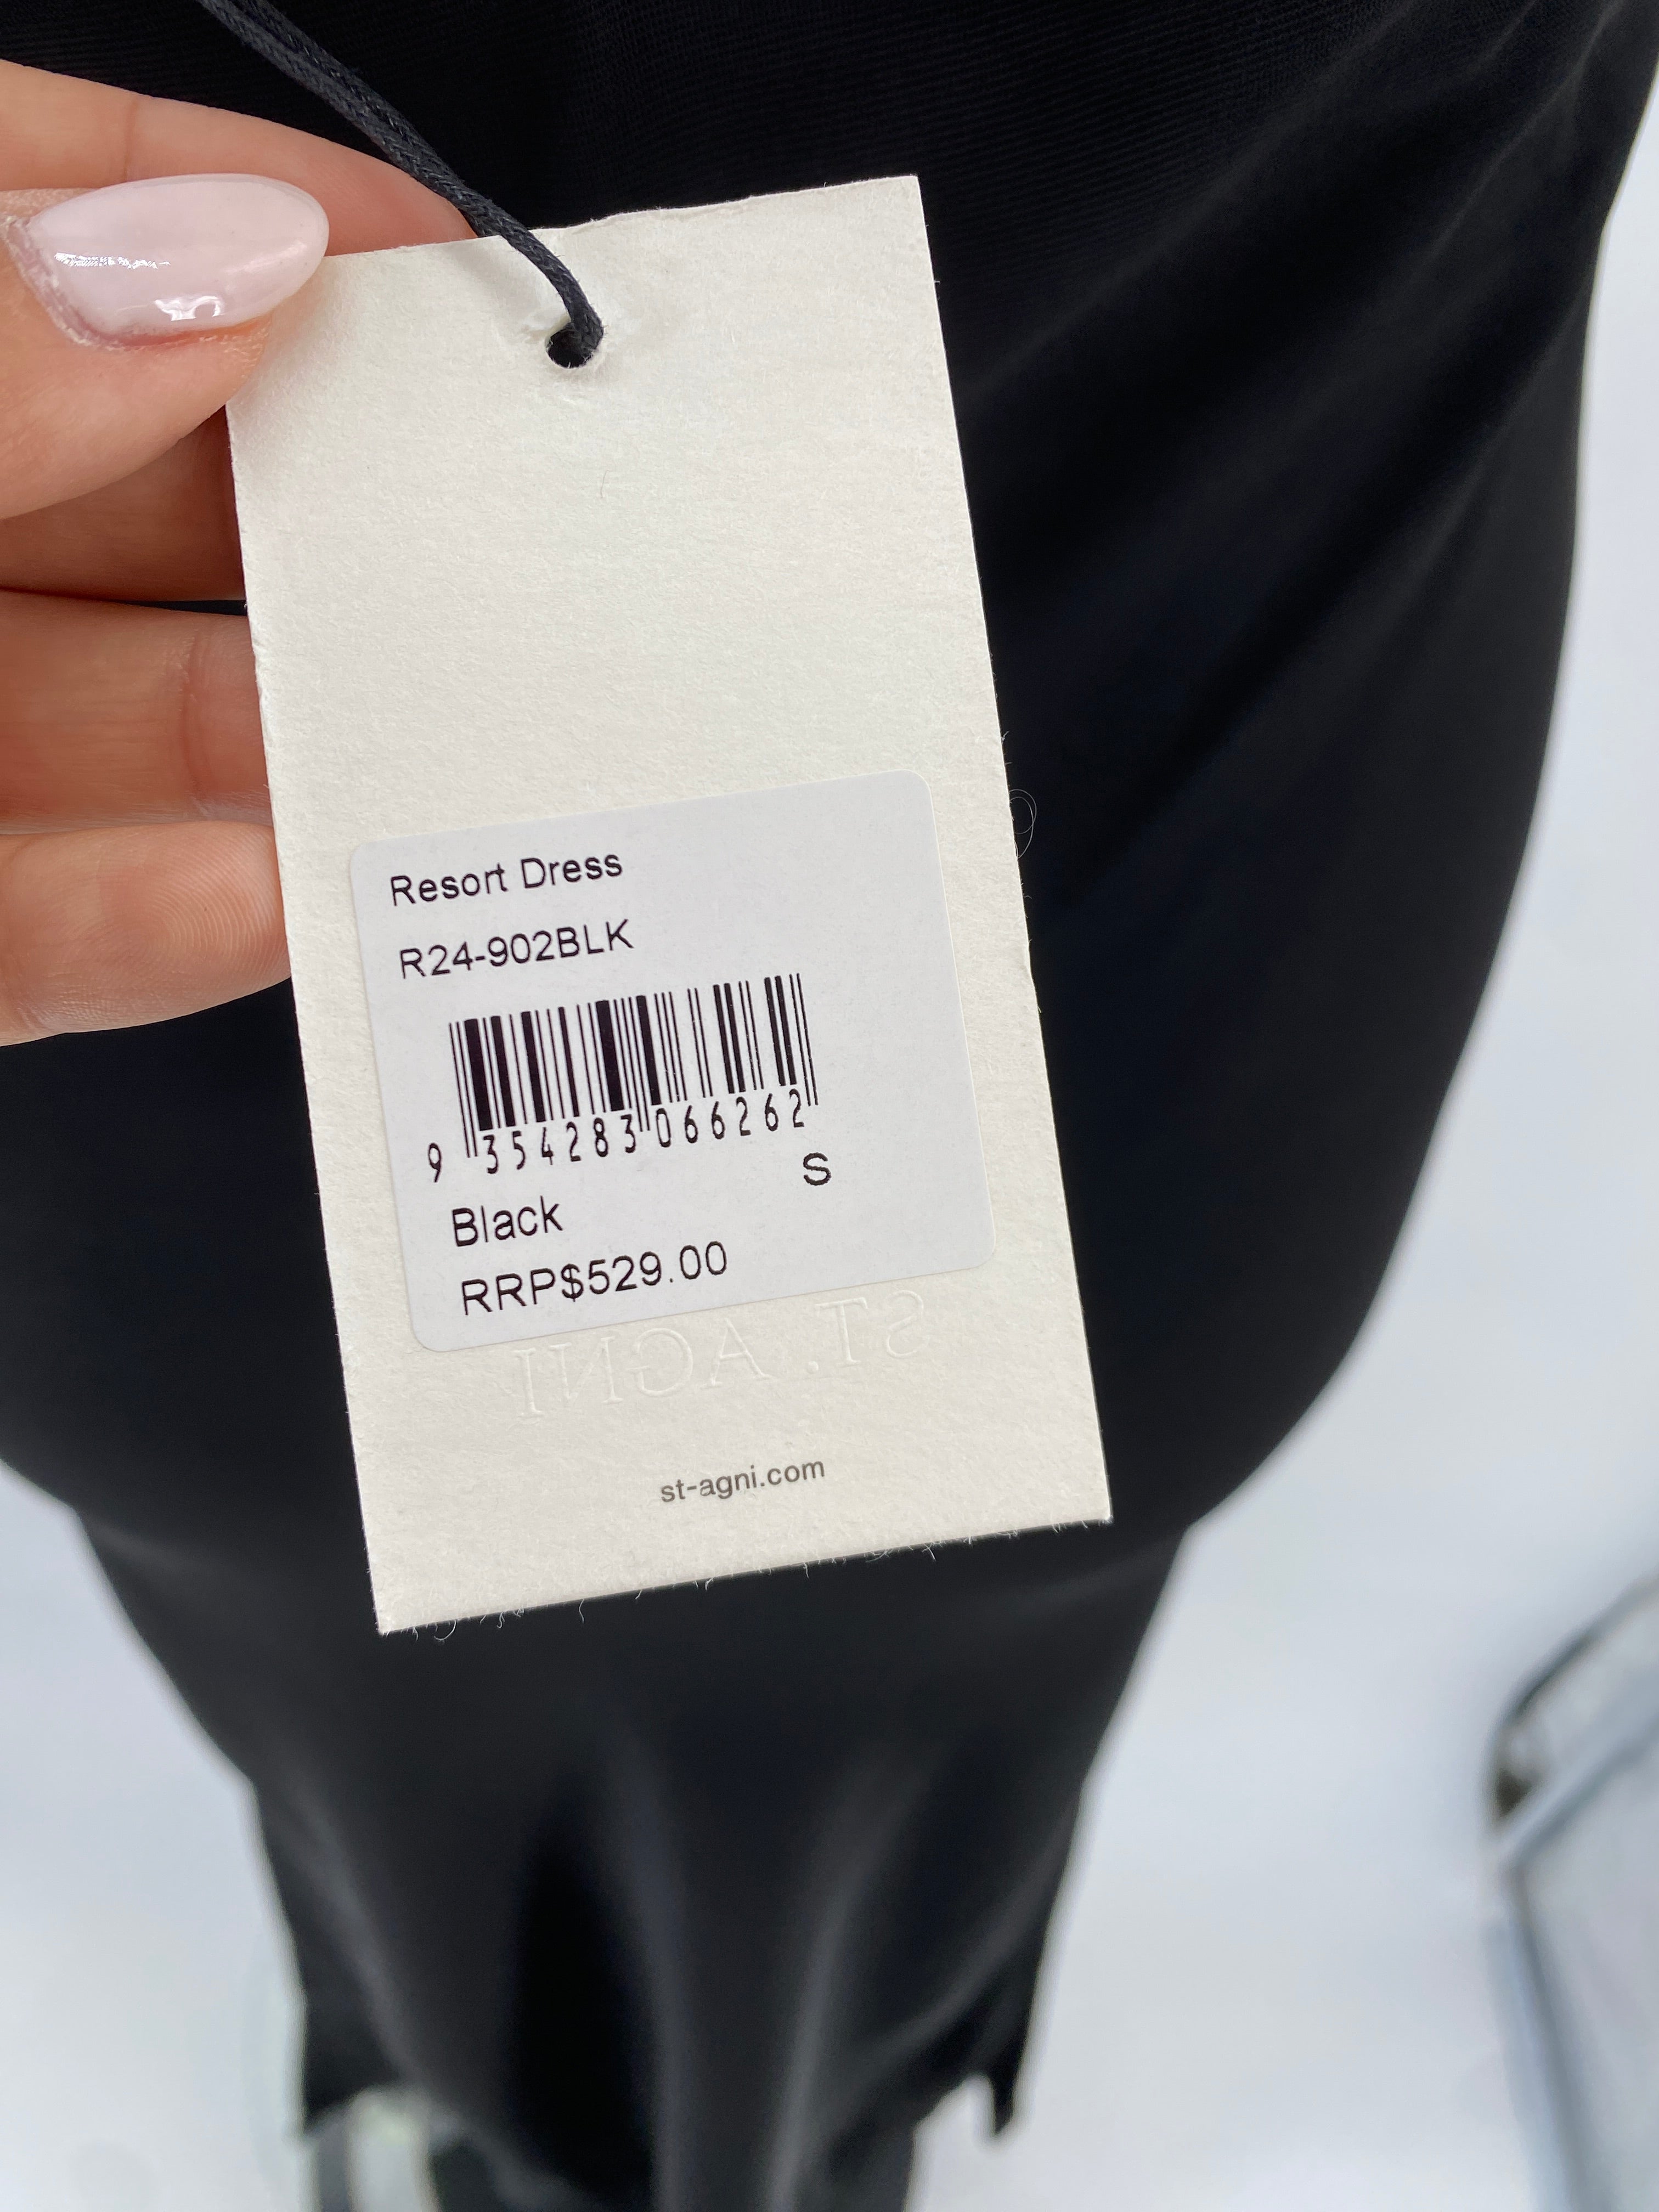 Resort Dress
R24-902BLK
9 354283 066262
S
Black
RRP$529.00
ST. AGNI
st-agni.com